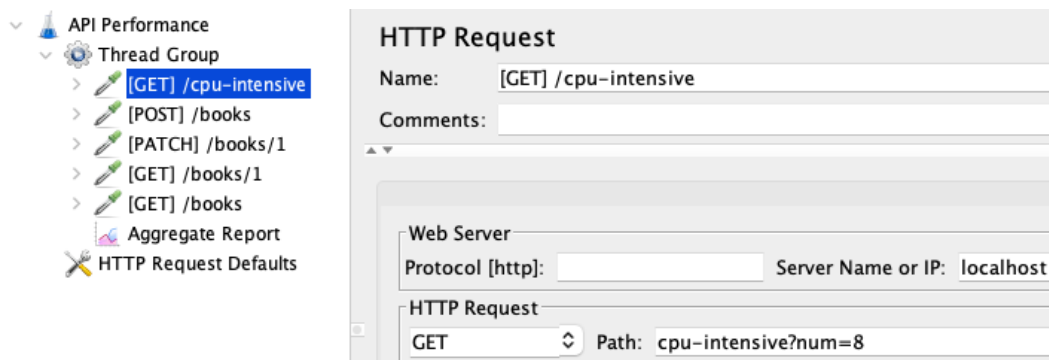 API Performance
Thread Group
[GET] /cpu-intensive
[POST] /books
[PATCH] /books/1
[GET] /books/1
[GET] /books
Aggregate Report
HTTP Request Defaults
HTTP Request
Name: [GET] /cpu-intensive
Comments:
Web Server
Protocol [http]: Server Name or IP: localhost
HTTP Request
GET Path: cpu-intensive?num=8